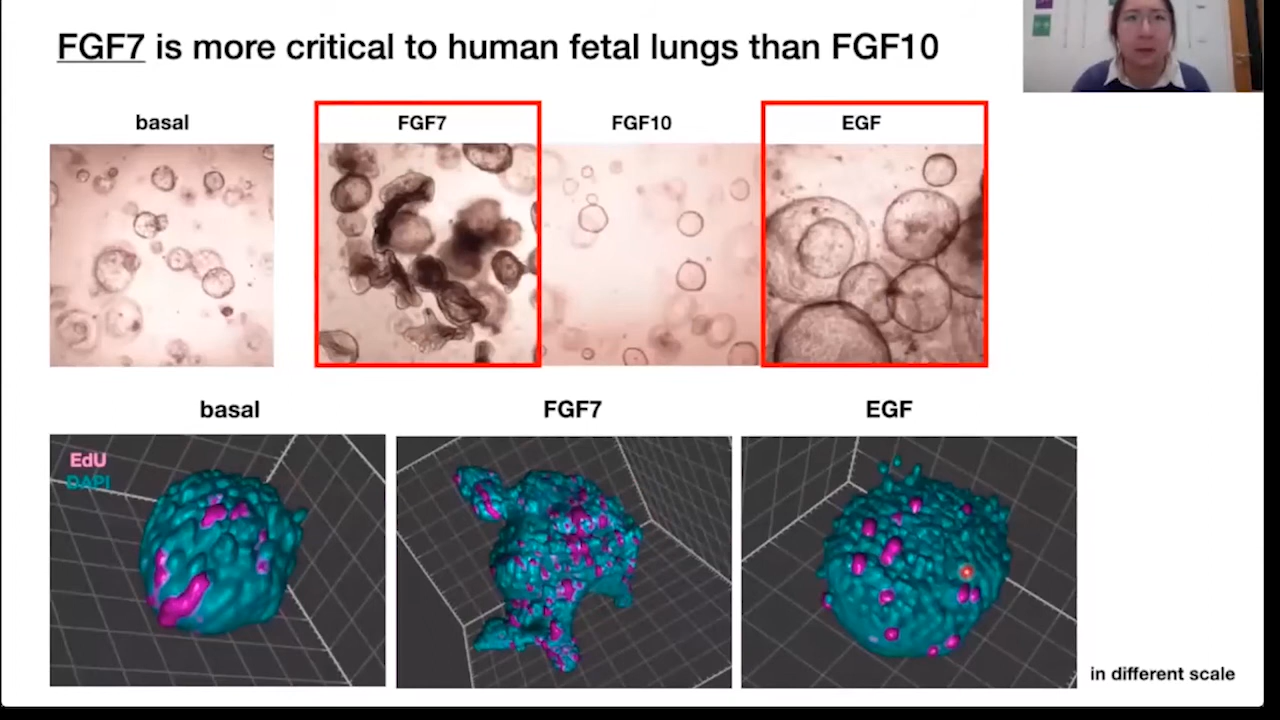 FGF7 is more critical to human fetal lungs than FGF10
basal FGF7 FGF10 EGF
basal FGF7 EGF
EdU
DAPI
in different scale